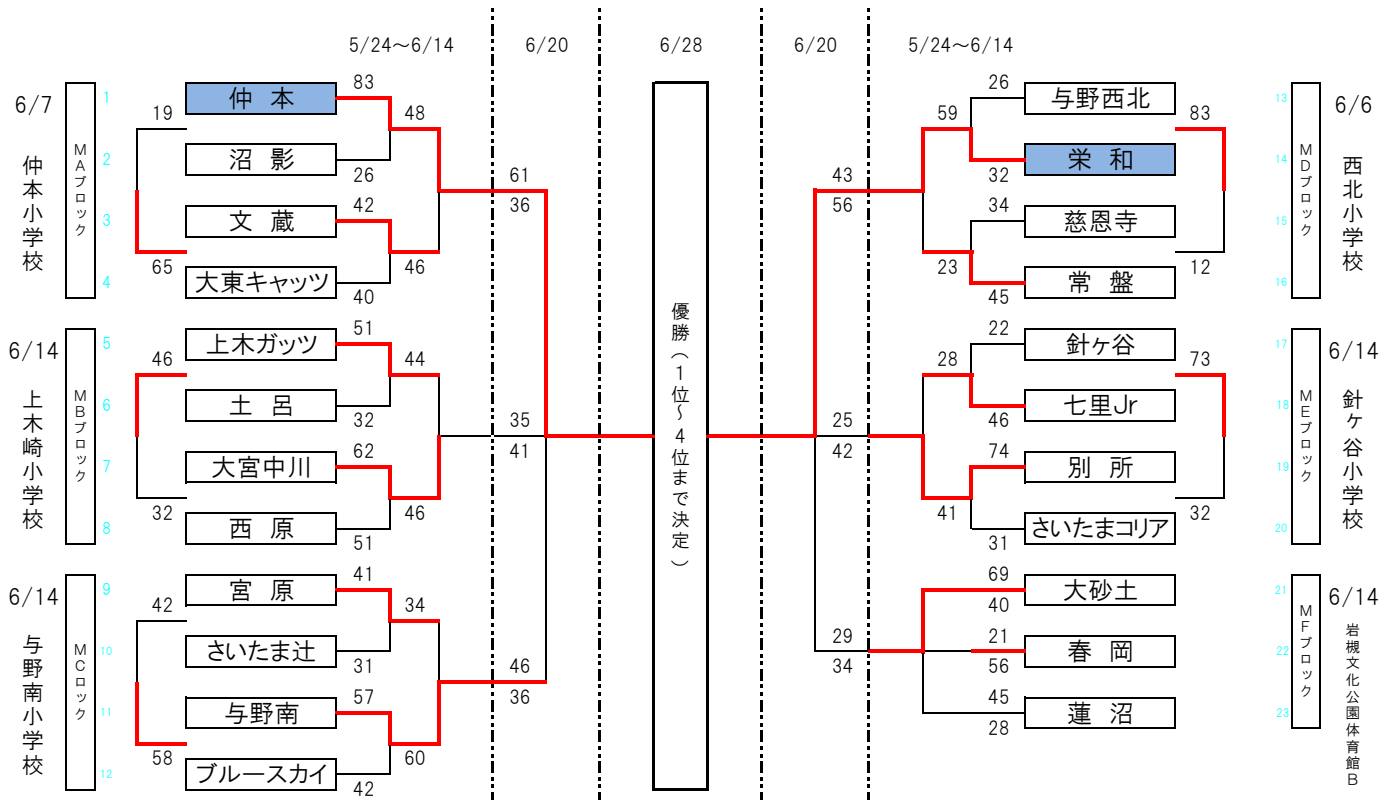 5/24～6/14
6/20
6/28
6/20
5/24～6/14
6/7
仲本小学校
MAブロック
1
仲 本
83
19
48
2
沼 影
26
61
36
3
文 蔵
42
65
46
4
大東キャッツ
40
6/14
上木崎小学校
MBブロック
5
上木ガッツ
51
46
44
6
土 呂
32
35
41
7
大宮中川
62
32
46
8
西 原
51
6/14
与野南小学校
MCロック
9
宮 原
41
42
34
10
さいたま辻
31
46
36
11
与野南
57
58
60
12
ブルースカイ
42
優勝（1位～4位まで決定）
26
与野西北
13
6/6
西北小学校
MDブロック
59
83
32
栄 和
14
43
56
34
慈恩寺
15
23
12
45
常 盤
16
22
針ヶ谷
17
6/14
針ヶ谷小学校
MEブロック
28
73
46
七里Jr
18
25
42
74
別 所
19
41
32
31
さいたまコリア
20
69
40
大砂土
21
6/14
岩槻文化公園体育館B
MFブロック
29
34
21
56
春 岡
22
45
28
蓮 沼
23